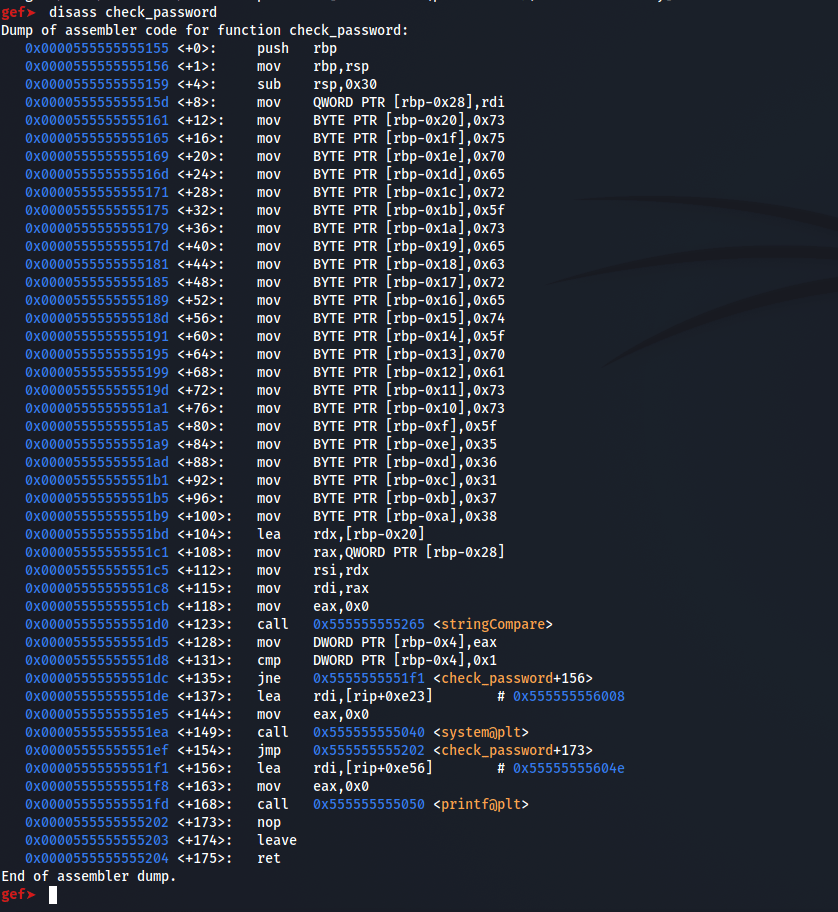 gef➤  disass check_password
Dump of assembler code for function check_password:
   0x0000555555555155 <+0>:     push   rbp
   0x0000555555555156 <+1>:     mov    rbp,rsp
   0x0000555555555159 <+4>:     sub    rsp,0x30
   0x000055555555515d <+8>:     mov    QWORD PTR [rbp-0x28],rdi
   0x0000555555555161 <+12>:    mov    BYTE PTR [rbp-0x20],0x73
   0x0000555555555165 <+16>:    mov    BYTE PTR [rbp-0x1f],0x75
   0x0000555555555169 <+20>:    mov    BYTE PTR [rbp-0x1e],0x70
   0x000055555555516d <+24>:    mov    BYTE PTR [rbp-0x1d],0x65
   0x0000555555555171 <+28>:    mov    BYTE PTR [rbp-0x1c],0x72
   0x0000555555555175 <+32>:    mov    BYTE PTR [rbp-0x1b],0x5f
   0x0000555555555179 <+36>:    mov    BYTE PTR [rbp-0x1a],0x73
   0x000055555555517d <+40>:    mov    BYTE PTR [rbp-0x19],0x65
   0x0000555555555181 <+44>:    mov    BYTE PTR [rbp-0x18],0x63
   0x0000555555555185 <+48>:    mov    BYTE PTR [rbp-0x17],0x72
   0x0000555555555189 <+52>:    mov    BYTE PTR [rbp-0x16],0x65
   0x000055555555518d <+56>:    mov    BYTE PTR [rbp-0x15],0x74
   0x0000555555555191 <+60>:    mov    BYTE PTR [rbp-0x14],0x5f
   0x0000555555555195 <+64>:    mov    BYTE PTR [rbp-0x13],0x70
   0x0000555555555199 <+68>:    mov    BYTE PTR [rbp-0x12],0x61
   0x000055555555519d <+72>:    mov    BYTE PTR [rbp-0x11],0x73
   0x00005555555551a1 <+76>:    mov    BYTE PTR [rbp-0x10],0x73
   0x00005555555551a5 <+80>:    mov    BYTE PTR [rbp-0xf],0x5f
   0x00005555555551a9 <+84>:    mov    BYTE PTR [rbp-0xe],0x35
   0x00005555555551ad <+88>:    mov    BYTE PTR [rbp-0xd],0x36
   0x00005555555551b1 <+92>:    mov    BYTE PTR [rbp-0xc],0x31
   0x00005555555551b5 <+96>:    mov    BYTE PTR [rbp-0xb],0x37
   0x00005555555551b9 <+100>:   mov    BYTE PTR [rbp-0xa],0x38
   0x00005555555551bd <+104>:   lea    rdx,[rbp-0x20]
   0x00005555555551c1 <+108>:   mov    rax,QWORD PTR [rbp-0x28]
   0x00005555555551c5 <+112>:   mov    rsi,rdx
   0x00005555555551c8 <+115>:   mov    rdi,rax
   0x00005555555551cb <+118>:   mov    eax,0x0
   0x00005555555551d0 <+123>:   call   0x555555555265 <stringCompare>
   0x00005555555551d5 <+128>:   mov    DWORD PTR [rbp-0x4],eax
   0x00005555555551d8 <+131>:   cmp    DWORD PTR [rbp-0x4],0x1
   0x00005555555551dc <+135>:   jne    0x5555555551f1 <check_password+156>
   0x00005555555551de <+137>:   lea    rdi,[rip+0xe23]        # 0x555555556008
   0x00005555555551e5 <+144>:   mov    eax,0x0
   0x00005555555551ea <+149>:   call   0x555555555040 <system@plt>
   0x00005555555551ef <+154>:   jmp    0x555555555202 <check_password+173>
   0x00005555555551f1 <+156>:   lea    rdi,[rip+0xe56]        # 0x55555555604e
   0x00005555555551f8 <+163>:   mov    eax,0x0
   0x00005555555551fd <+168>:   call   0x555555555050 <printf@plt>
   0x0000555555555202 <+173>:   nop
   0x0000555555555203 <+174>:   leave
   0x0000555555555204 <+175>:   ret
End of assembler dump.
gef➤